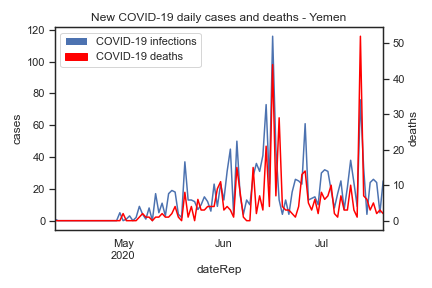 New COVID-19 daily cases and deaths - Yemen
COVID-19 infections
COVID-19 deaths
cases
120
100
80
60
40
20
0
deaths
50
40
30
20
10
0
May
2020
Jun
Jul
dateRep